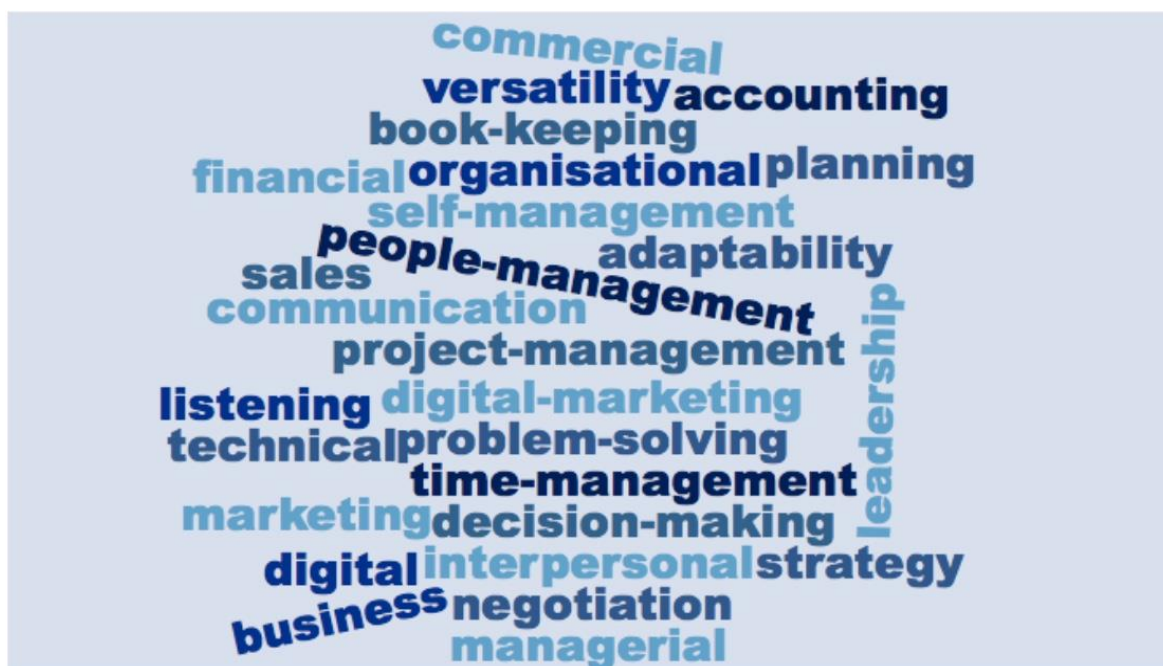 commercial
versatility accounting
book-keeping
financial organisational planning
self-management
people-management adaptability
sales
communication
project-management
leadership
listening digital-marketing
technical problem-solving
time-management
marketing decision-making
digital interpersonal strategy
business negotiation
managerial